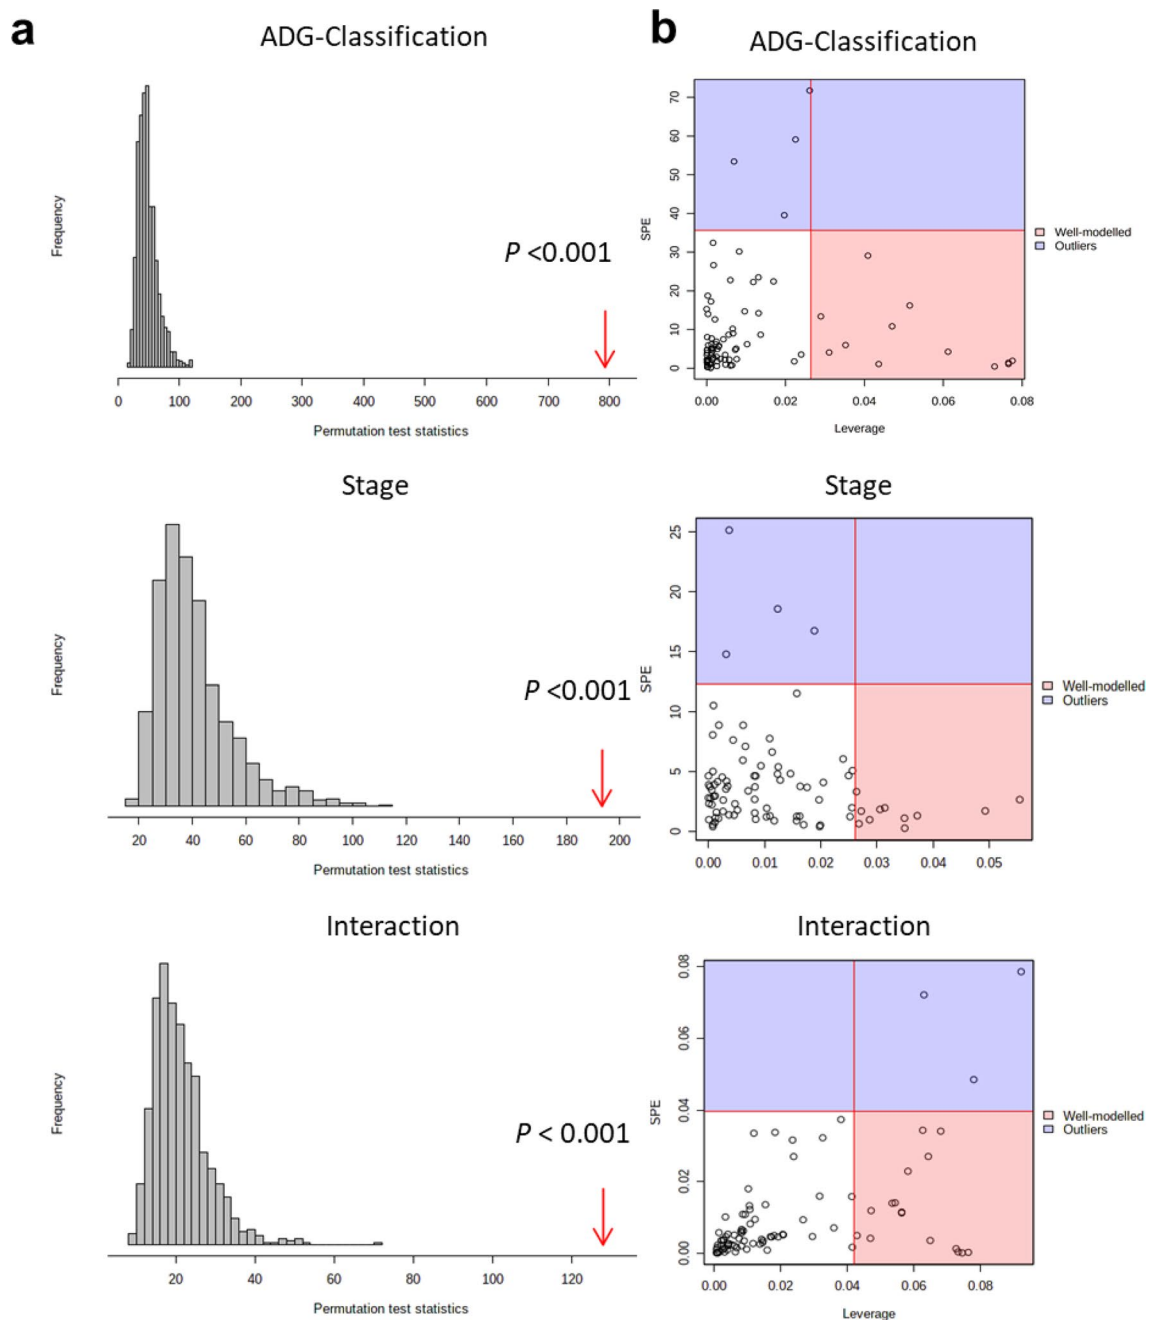 a
ADG-Classification
Frequency
P <0.001
0 100 200 300 400 500 600 700 800
Permutation test statistics
b
ADG-Classification
SPE
0 10 20 30 40 50 60 70
0.00 0.02 0.04 0.06 0.08
Leverage
Well-modelled
Outliers
Stage
Frequency
P <0.001
20 40 60 80 100 120 140 160 180 200
Permutation test statistics
Stage
SPE
0 5 10 15 20 25
0.00 0.01 0.02 0.03 0.04 0.05
Well-modelled
Outliers
Interaction
Frequency
P < 0.001
20 40 60 80 100 120
Permutation test statistics
Interaction
SPE
0.00 0.02 0.04 0.06 0.08
0.00 0.02 0.04 0.06 0.08
Leverage
Well-modelled
Outliers